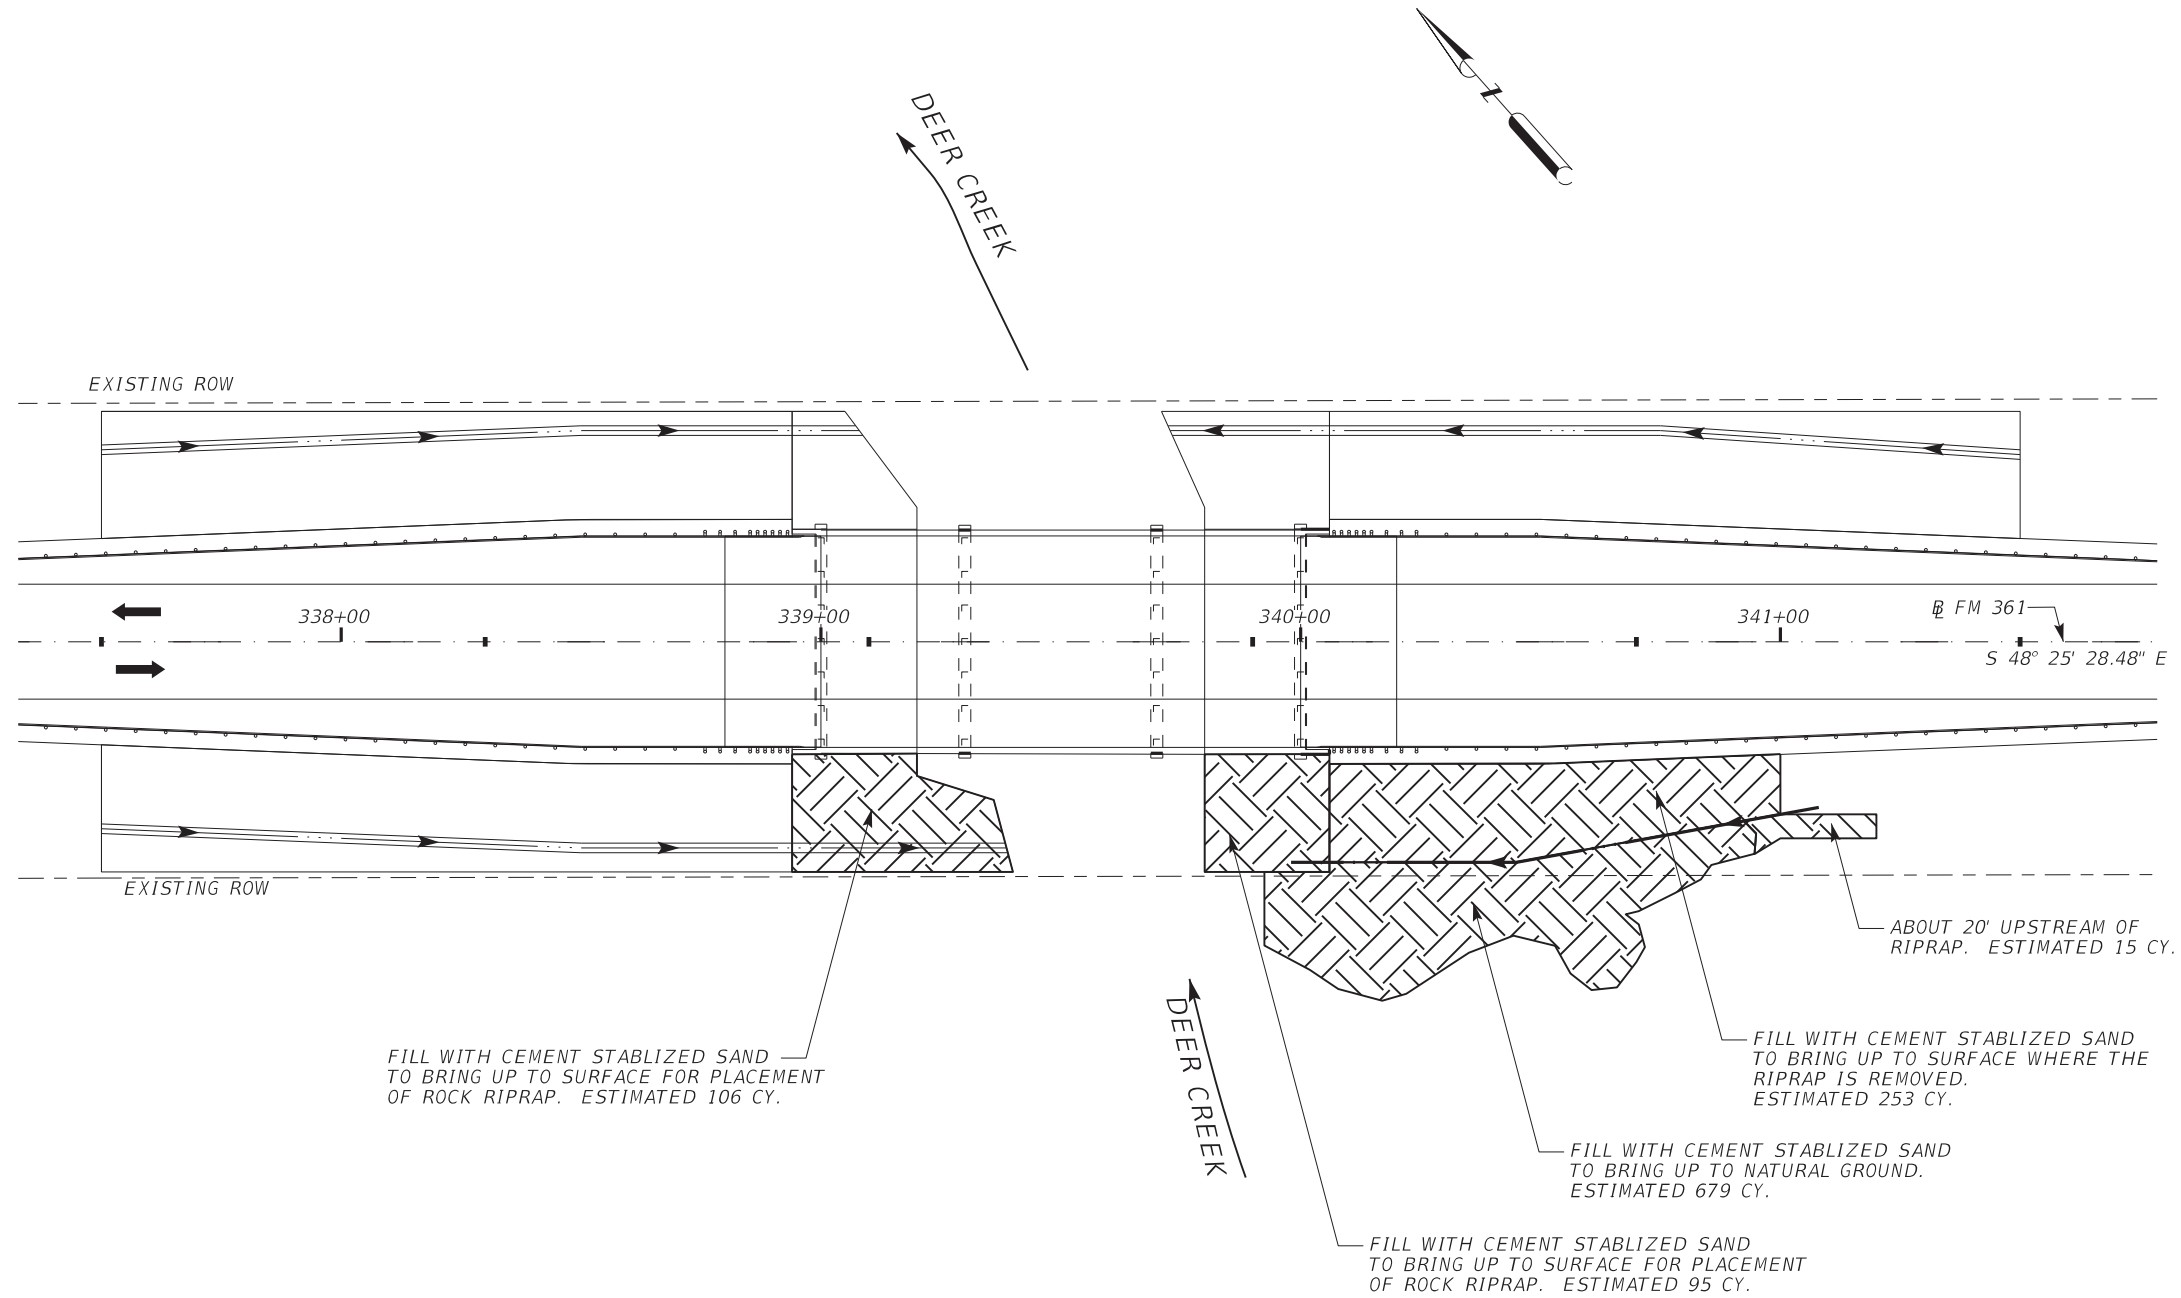 N
DEER CREEK
EXISTING ROW
338+00
339+00
340+00
341+00
BL FM 361
S 48° 25' 28.48" E
EXISTING ROW
ABOUT 20' UPSTREAM OF
RIPRAP. ESTIMATED 15 CY.
DEER CREEK
FILL WITH CEMENT STABLIZED SAND
TO BRING UP TO SURFACE WHERE THE
RIPRAP IS REMOVED.
ESTIMATED 253 CY.
FILL WITH CEMENT STABLIZED SAND
TO BRING UP TO SURFACE FOR PLACEMENT
OF ROCK RIPRAP. ESTIMATED 106 CY.
FILL WITH CEMENT STABLIZED SAND
TO BRING UP TO NATURAL GROUND.
ESTIMATED 679 CY.
FILL WITH CEMENT STABLIZED SAND
TO BRING UP TO SURFACE FOR PLACEMENT
OF ROCK RIPRAP. ESTIMATED 95 CY.